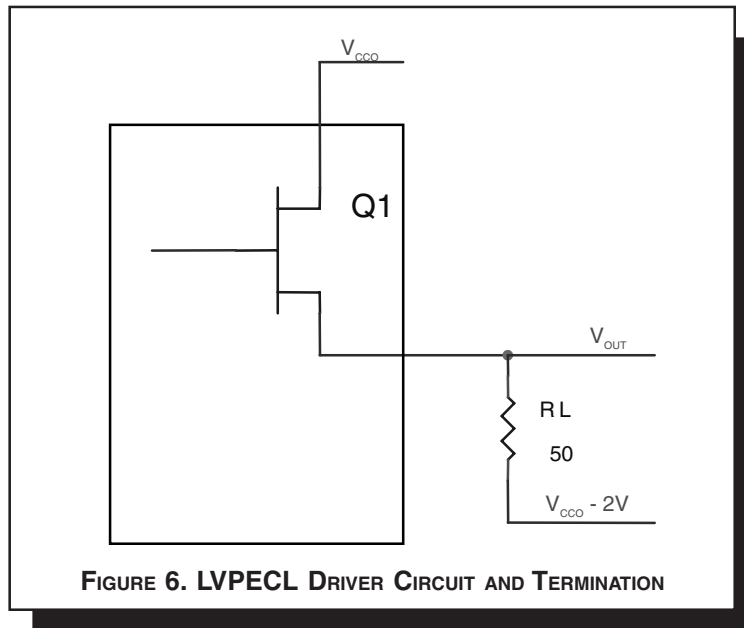 VCCO
Q1
VOUT
RL
50
VCCO - 2V
FIGURE 6. LVPECL DRIVER CIRCUIT AND TERMINATION